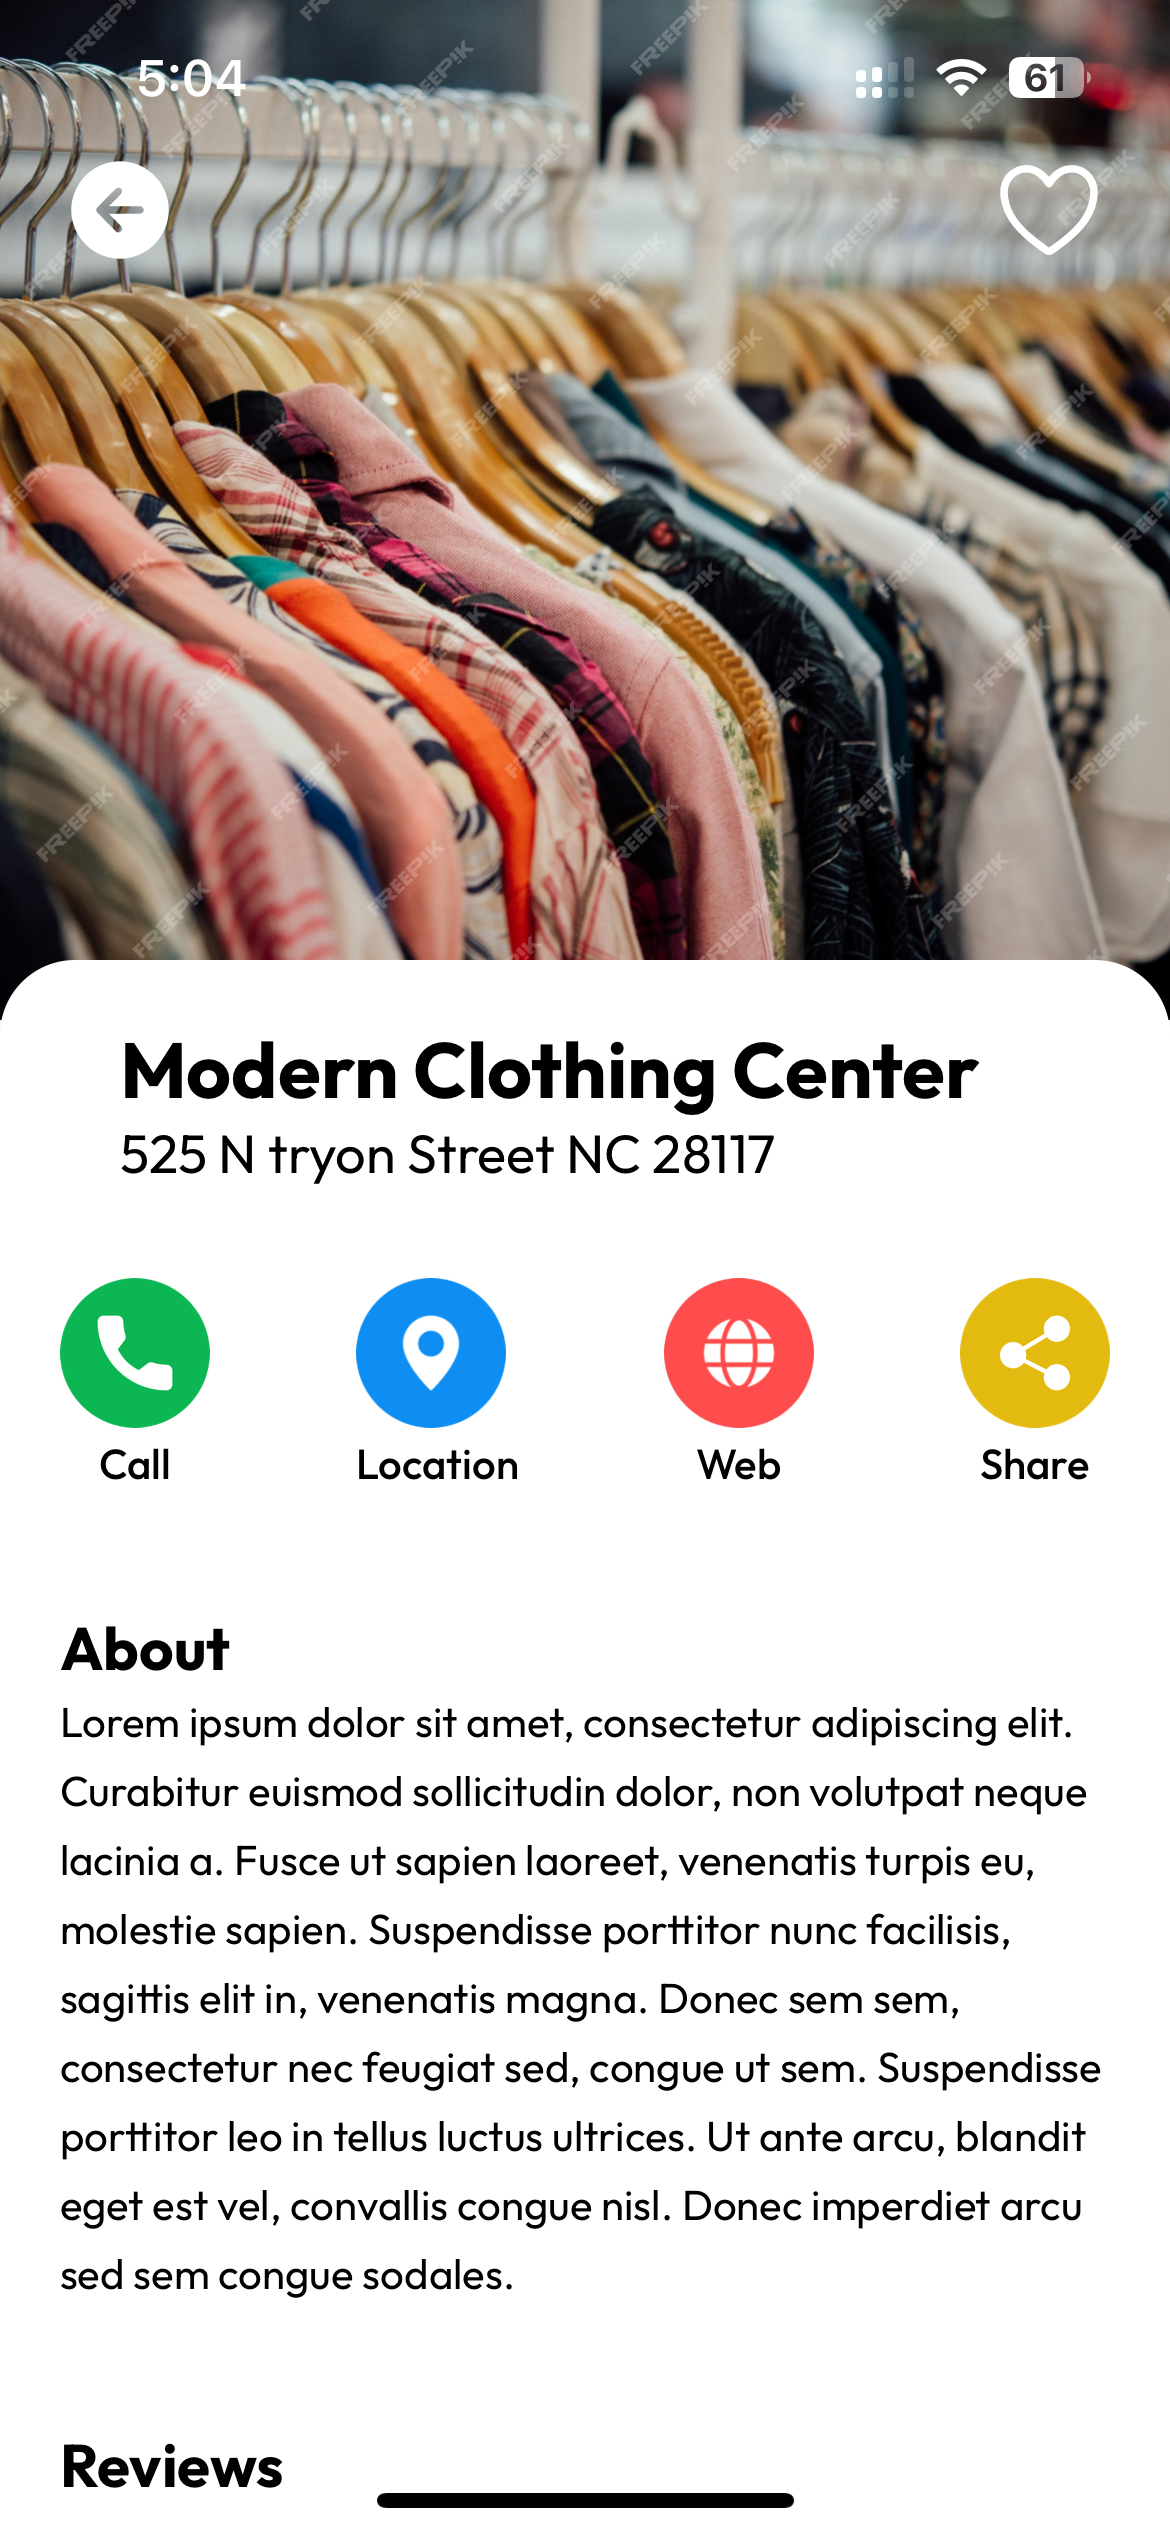 5:04
61
Modern Clothing Center
525 N tryon Street NC 28117
Call
Location
Web
Share
About
Lorem ipsum dolor sit amet, consectetur adipiscing elit.
Curabitur euismod sollicitudin dolor, non volutpat neque
lacinia a. Fusce ut sapien laoreet, venenatis turpis eu,
molestie sapien. Suspendisse porttitor nunc facilisis,
sagittis elit in, venenatis magna. Donec sem sem,
consectetur nec feugiat sed, congue ut sem. Suspendisse
porttitor leo in tellus luctus ultrices. Ut ante arcu, blandit
eget est vel, convallis congue nisl. Donec imperdiet arcu
sed sem congue sodales.
Reviews
FREEPIK